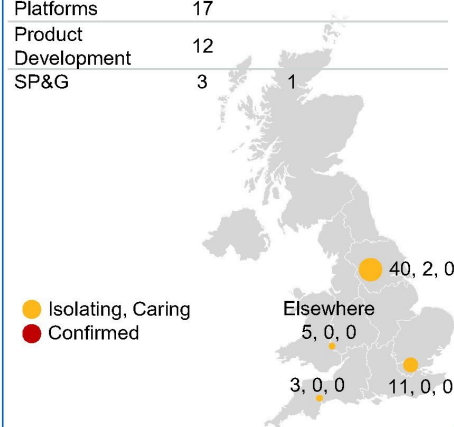 Platforms 17
Product
Development 12
SP&G 3 1
40, 2, 0
Isolating, Caring
Confirmed
Elsewhere
5, 0, 0
3, 0, 0
11, 0, 0